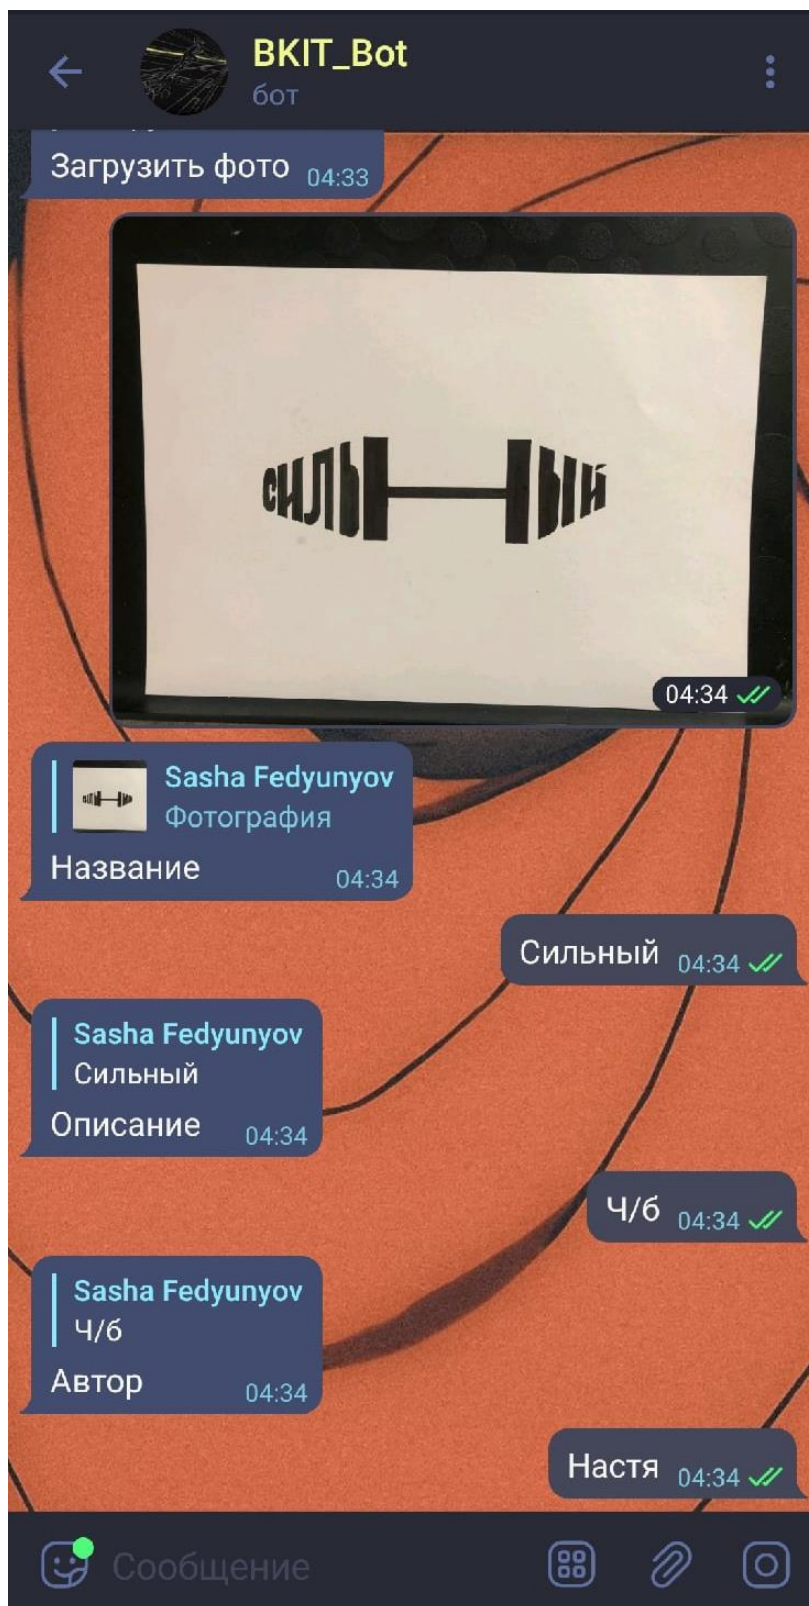 BKIT_Bot
бот
Загрузить фото 04:33
СИЛЬНЫЙ
04:34
Sasha Fedyunyov
Фотография
Название 04:34
Сильный 04:34
Sasha Fedyunyov
Сильный
Описание 04:34
Ч/б 04:34
Sasha Fedyunyov
Ч/б
Автор 04:34
Настя 04:34
Сообщение